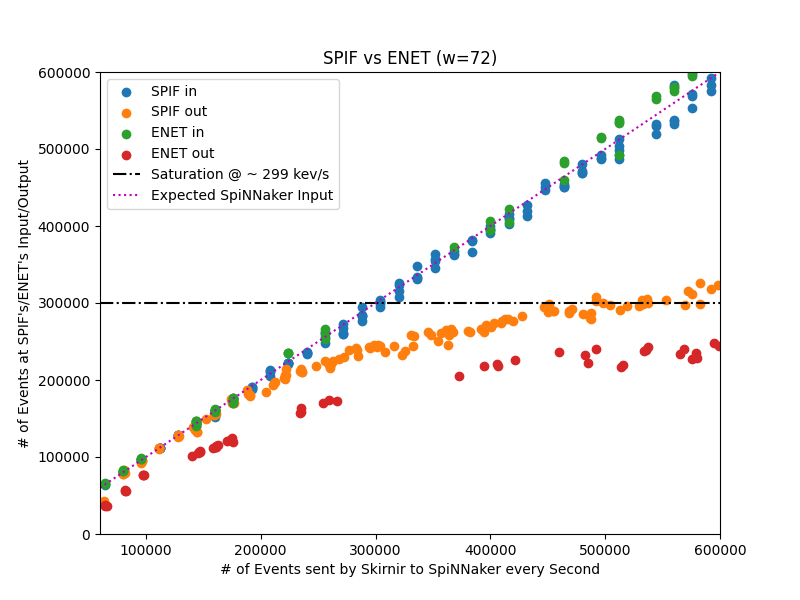 SPIF vs ENET (w=72)
SPIF in
SPIF out
ENET in
ENET out
Saturation @ ~ 299 kev/s
Expected SpiNNaker Input
# of Events at SPIF's/ENET's Input/Output
600000
500000
400000
300000
200000
100000
0
100000 200000 300000 400000 500000 600000
# of Events sent by Skirnir to SpiNNaker every Second